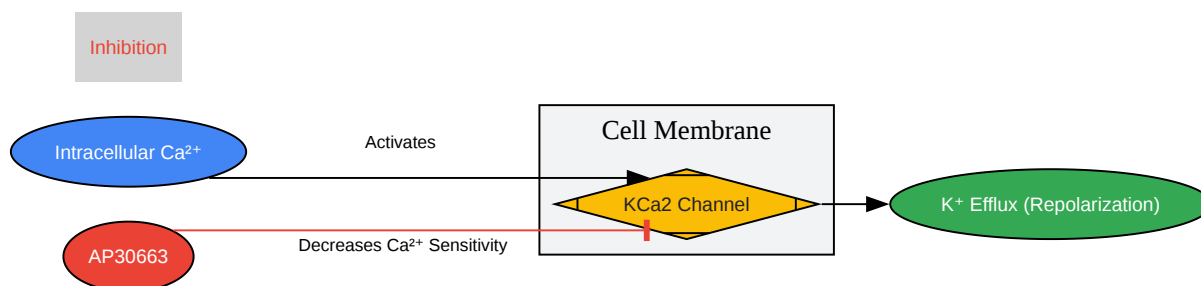 Inhibition
Intracellular Ca²⁺
Activates
Cell Membrane
KCa2 Channel
K⁺ Efflux (Repolarization)
Decreases Ca²⁺ Sensitivity
AP30663